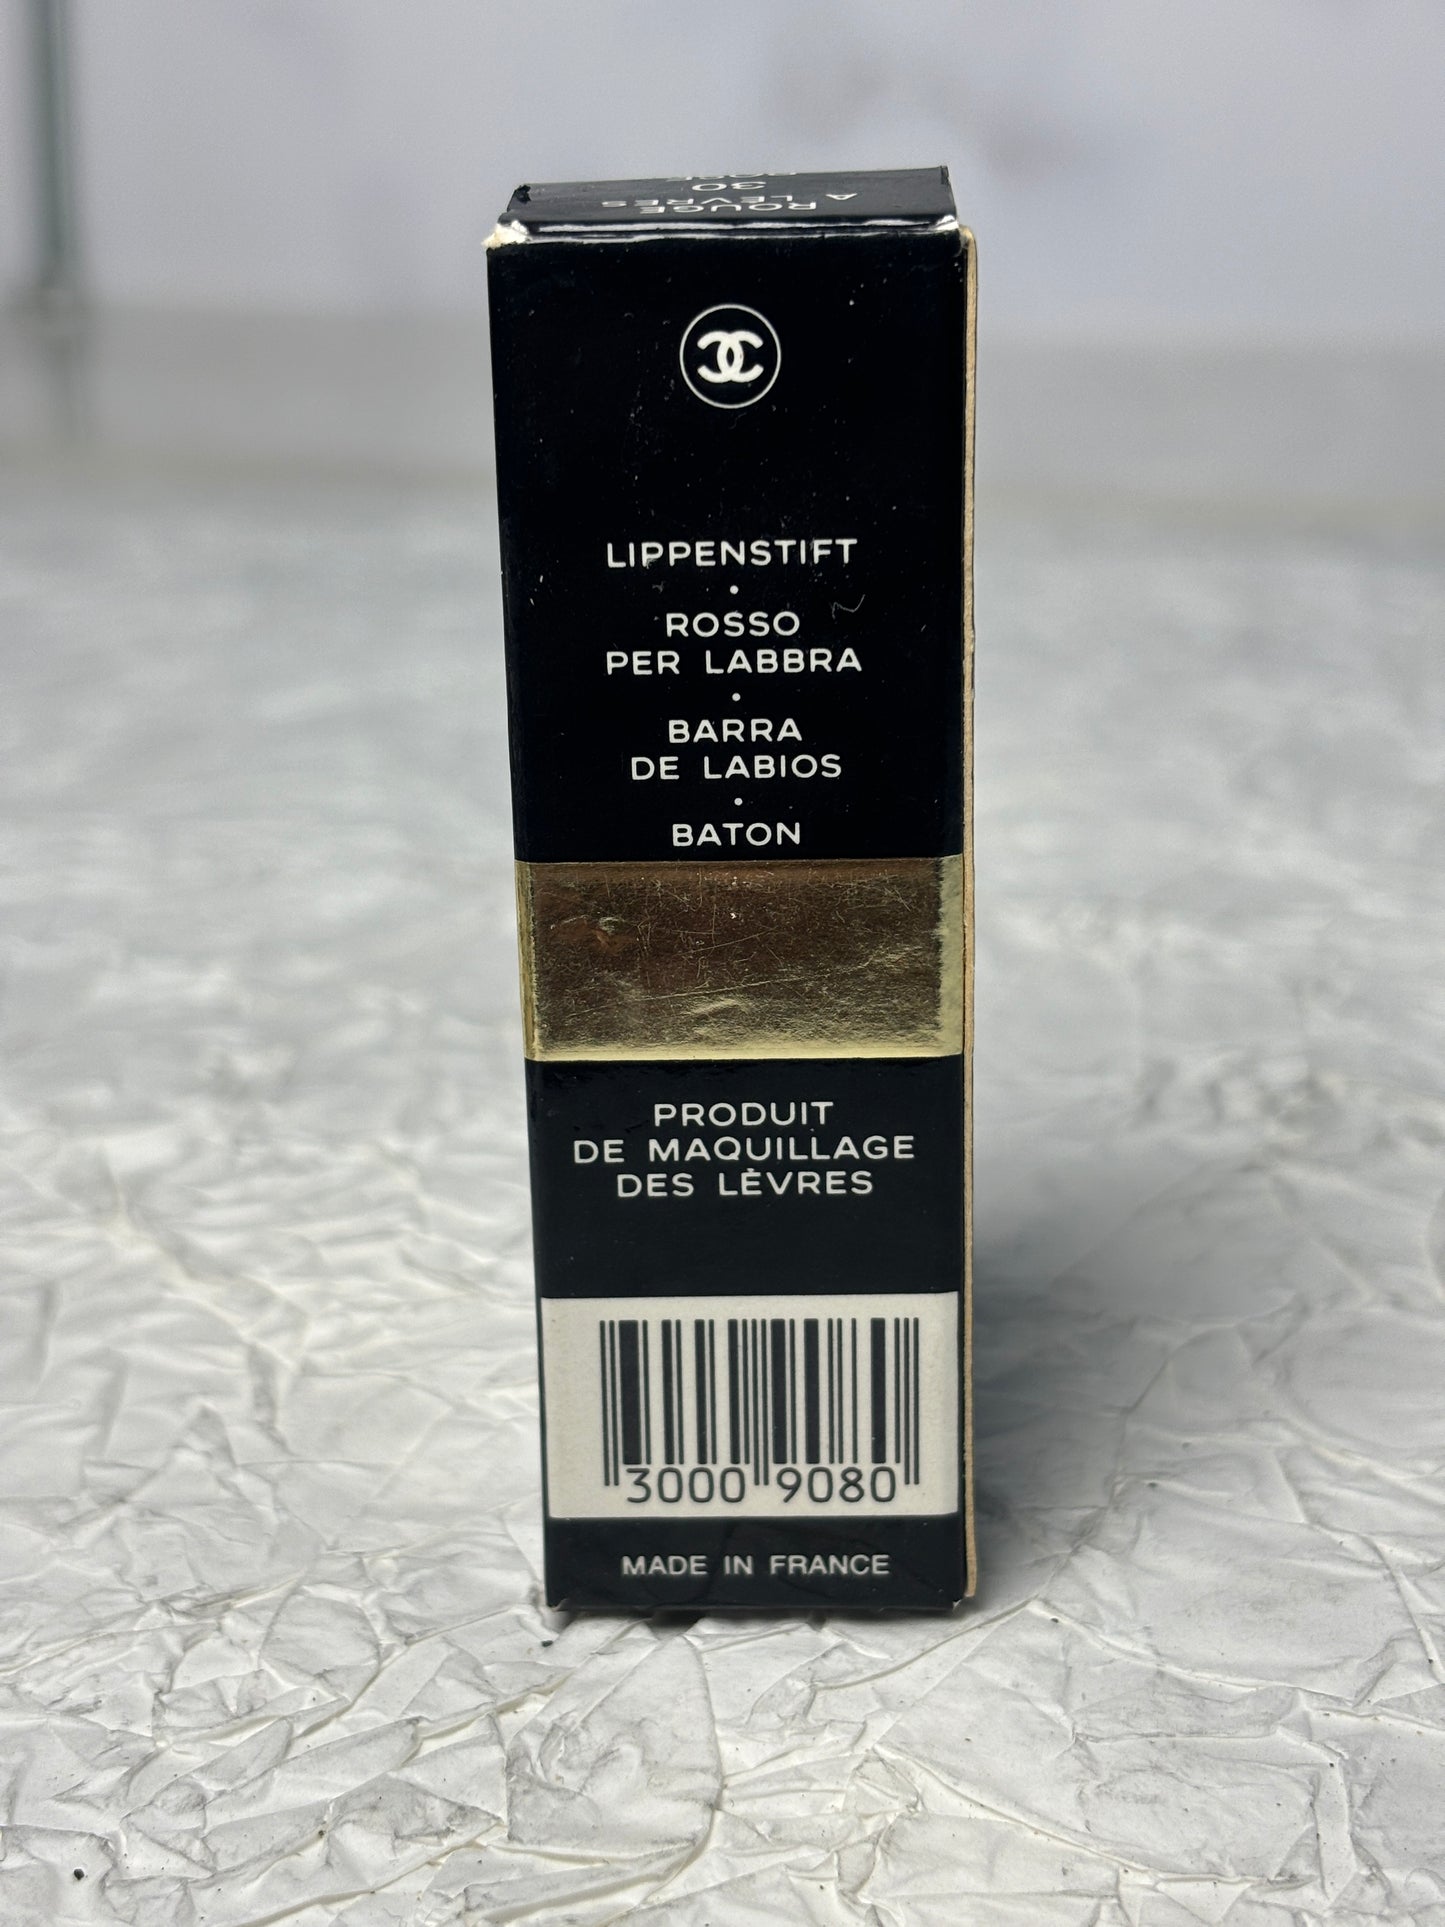 ROUGE
A LÈVRES
30
LIPPENSTIFT
•
ROSSO
PER LABBRA
•
BARRA
DE LABIOS
•
BATON
PRODUIT
DE MAQUILLAGE
DES LÈVRES
3000 9080
MADE IN FRANCE